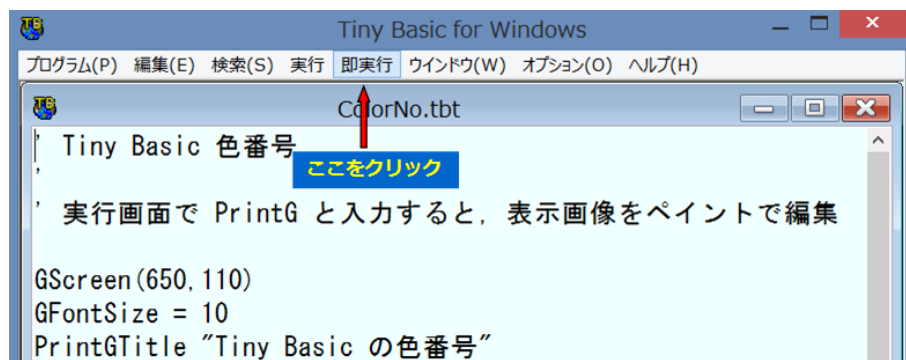 Tiny Basic for Windows
プログラム(P) 編集(E) 検索(S) 実行 即実行 ウインドウ(W) オプション(O) ヘルプ(H)
ColorNo.tbt
' Tiny Basic 色番号
ここをクリック
'
' 実行画面で PrintG と入力すると, 表示画像をペイントで編集
GScreen(650,110)
GFontSize = 10
PrintGTitle "Tiny Basic の色番号"